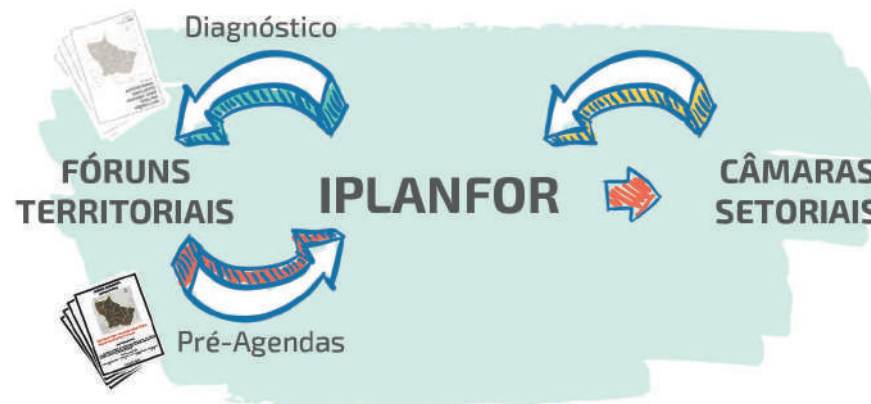 Diagnóstico
FÓRUNS
TERRITORIAIS
IPLANFOR
CÂMARAS
SETORIAIS
Pré-Agendas